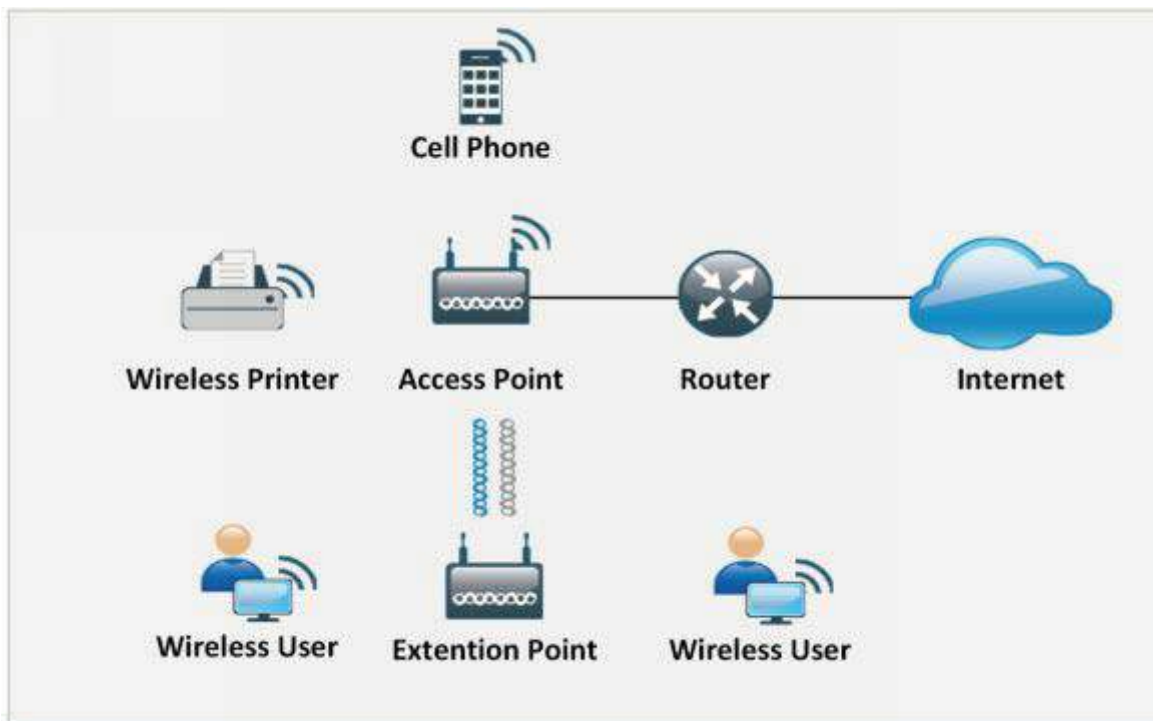 Cell Phone
Wireless Printer
Access Point
Router
Internet
Wireless User
Extention Point
Wireless User